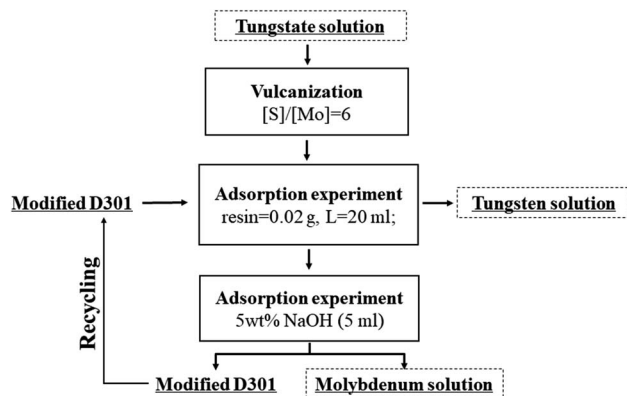 Tungstate solution
Vulcanization
[S]/[Mo]=6
Modified D301
Adsorption experiment
resin=0.02 g, L=20 ml;
Tungsten solution
Recycling
Adsorption experiment
5wt% NaOH (5 ml)
Modified D301
Molybdenum solution